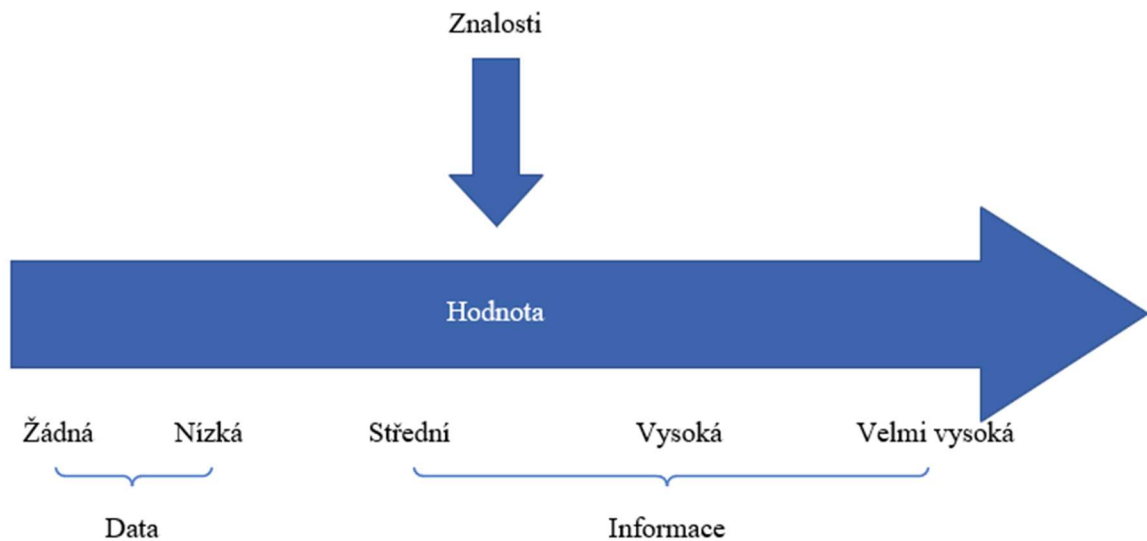 Znalosti
Hodnota
Žádná Nízká Střední Vysoká Velmi vysoká
Data Informace